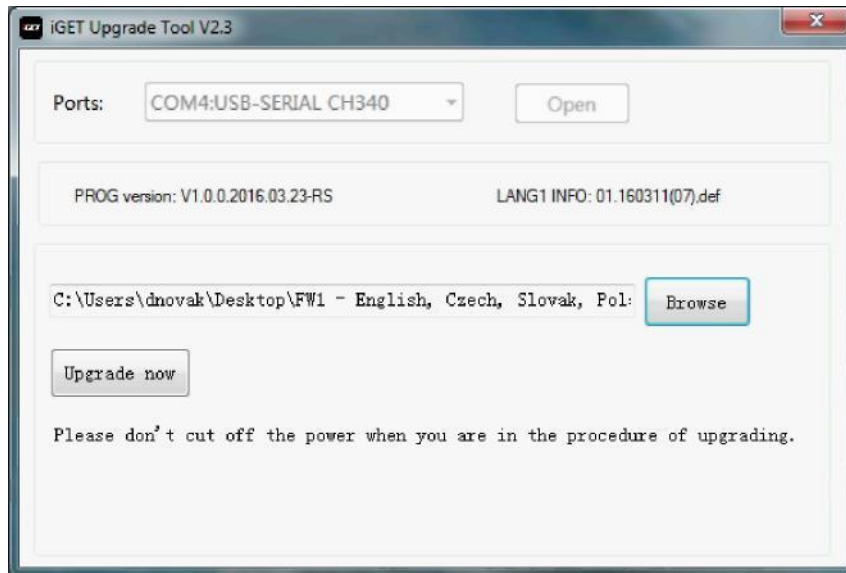 iGET iGET Upgrade Tool V2.3
Ports: COM4:USB-SERIAL CH340 Open
PROG version: V1.0.0.2016.03.23-RS LANG1 INFO: 01.160311(07),def
C:\Users\dnovak\Desktop\FW1 - English, Czech, Slovak, Pol Browse
Upgrade now
Please don't cut off the power when you are in the procedure of upgrading.